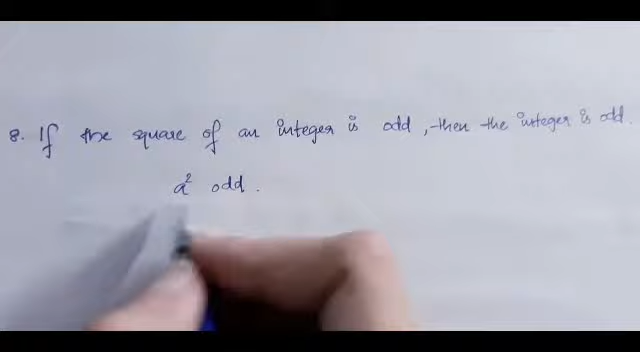 8. If the square of an integer is odd, then the integer is odd.
a² odd.